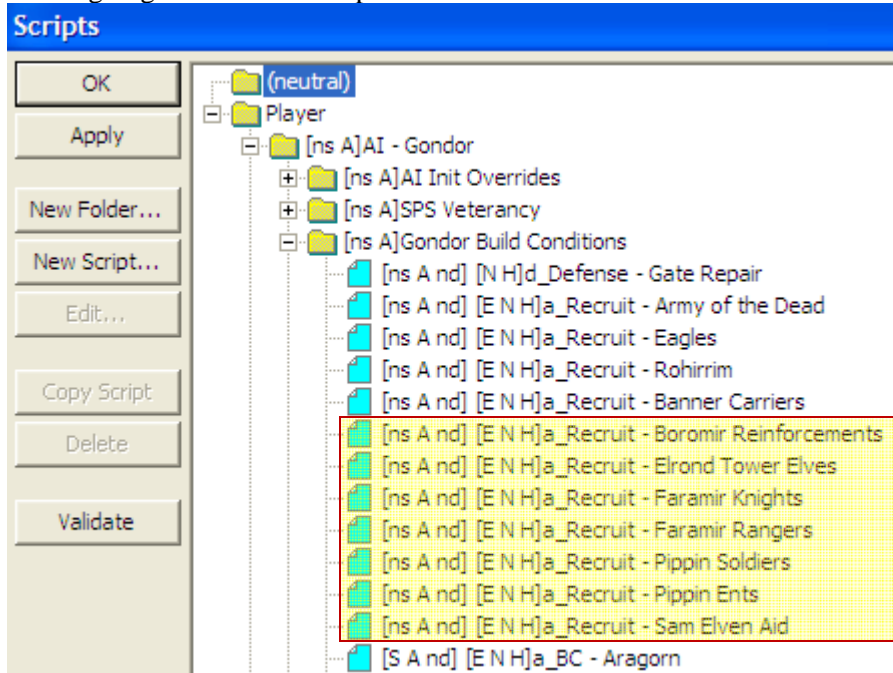 Scripts
OK
Apply
New Folder...
New Script...
Edit...
Copy Script
Delete
Validate
(neutral)
Player
[ns A]AI - Gondor
[ns A]AI Init Overrides
[ns A]SPS Veterancy
[ns A]Gondor Build Conditions
[ns A nd] [N H]d_Defense - Gate Repair
[ns A nd] [E N H]a_Recruit - Army of the Dead
[ns A nd] [E N H]a_Recruit - Eagles
[ns A nd] [E N H]a_Recruit - Rohirrim
[ns A nd] [E N H]a_Recruit - Banner Carriers
[ns A nd] [E N H]a_Recruit - Boromir Reinforcements
[ns A nd] [E N H]a_Recruit - Elrond Tower Elves
[ns A nd] [E N H]a_Recruit - Faramir Knights
[ns A nd] [E N H]a_Recruit - Faramir Rangers
[ns A nd] [E N H]a_Recruit - Pippin Soldiers
[ns A nd] [E N H]a_Recruit - Pippin Ents
[ns A nd] [E N H]a_Recruit - Sam Elven Aid
[S A nd] [E N H]a_BC - Aragorn